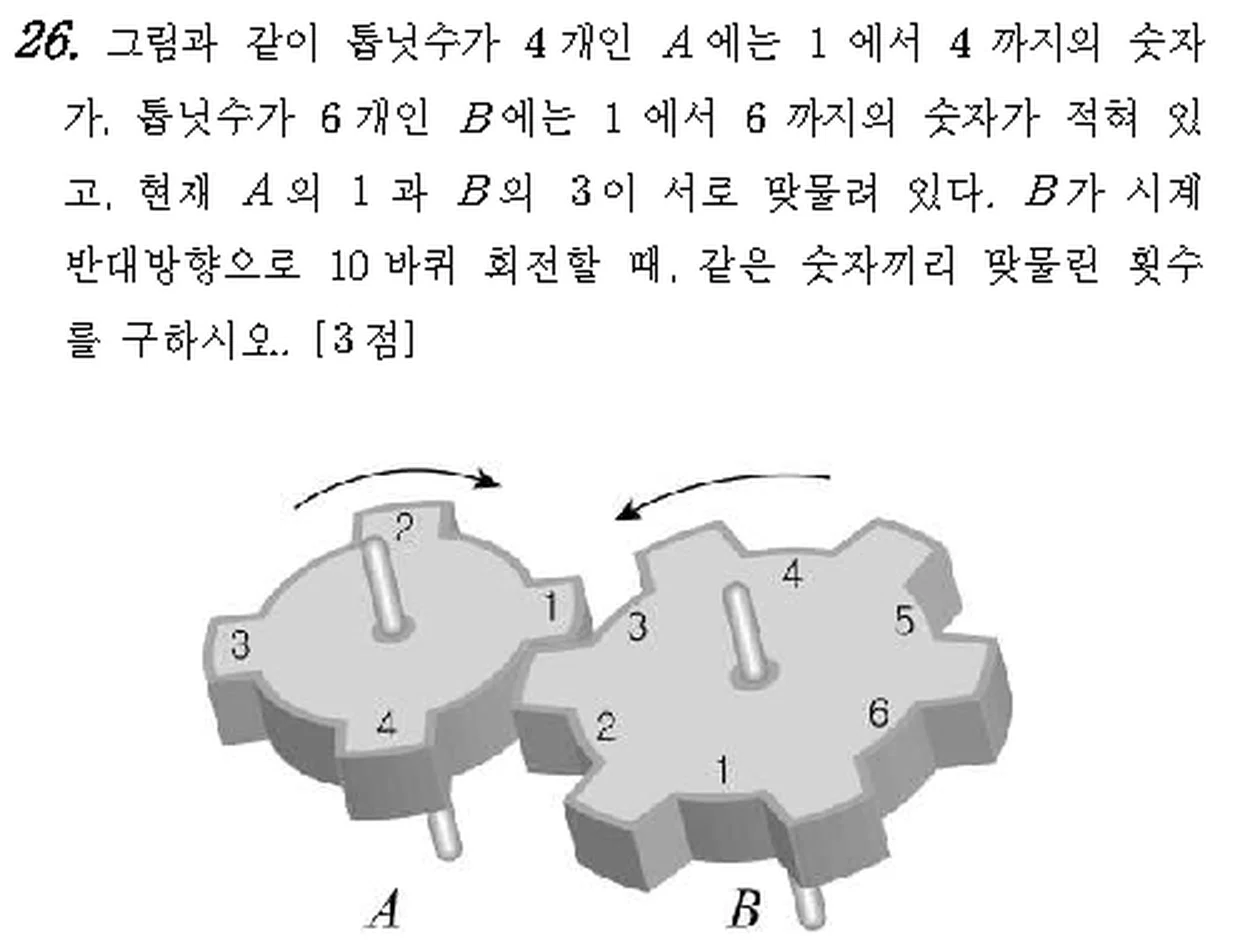 26. 그림과 같이 톱닛수가 4개인 A에는 1에서 4까지의 숫자
가, 톱닛수가 6개인 B에는 1에서 6까지의 숫자가 적혀 있
고, 현재 A의 1과 B의 3이 서로 맞물려 있다. B가 시계
반대방향으로 10바퀴 회전할 때, 같은 숫자끼리 맞물린 횟수
를 구하시오.. [3점]
2
1
3
4
4
3
5
2
6
1
A
B